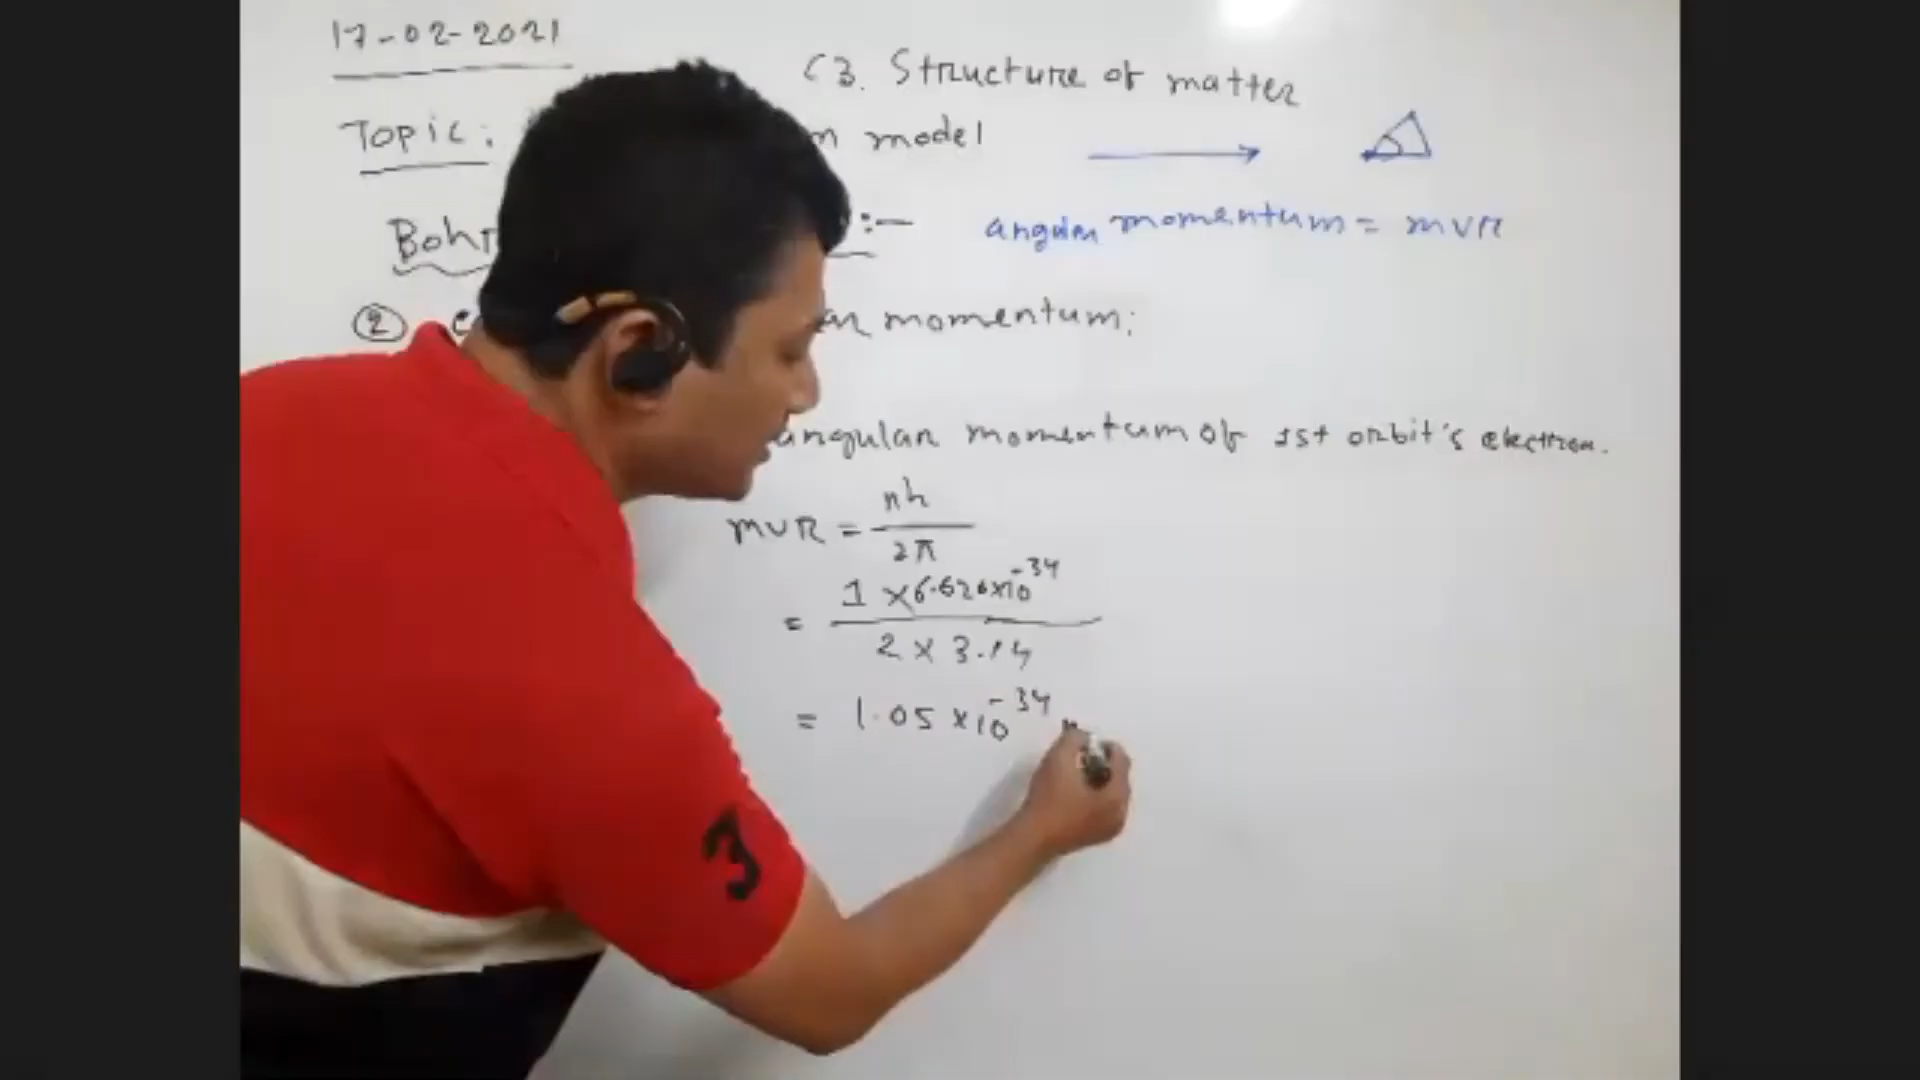 17-02-2021
C3. Structure of matter
Topic: model
Bohr :-
angular momentum = mvr
② momentum:
angular momentum of 1st orbit's electron.
mvr = nh / 2π
= 1 × 6.626×10⁻³⁴ / 2 × 3.14
= 1.05 × 10⁻³⁴